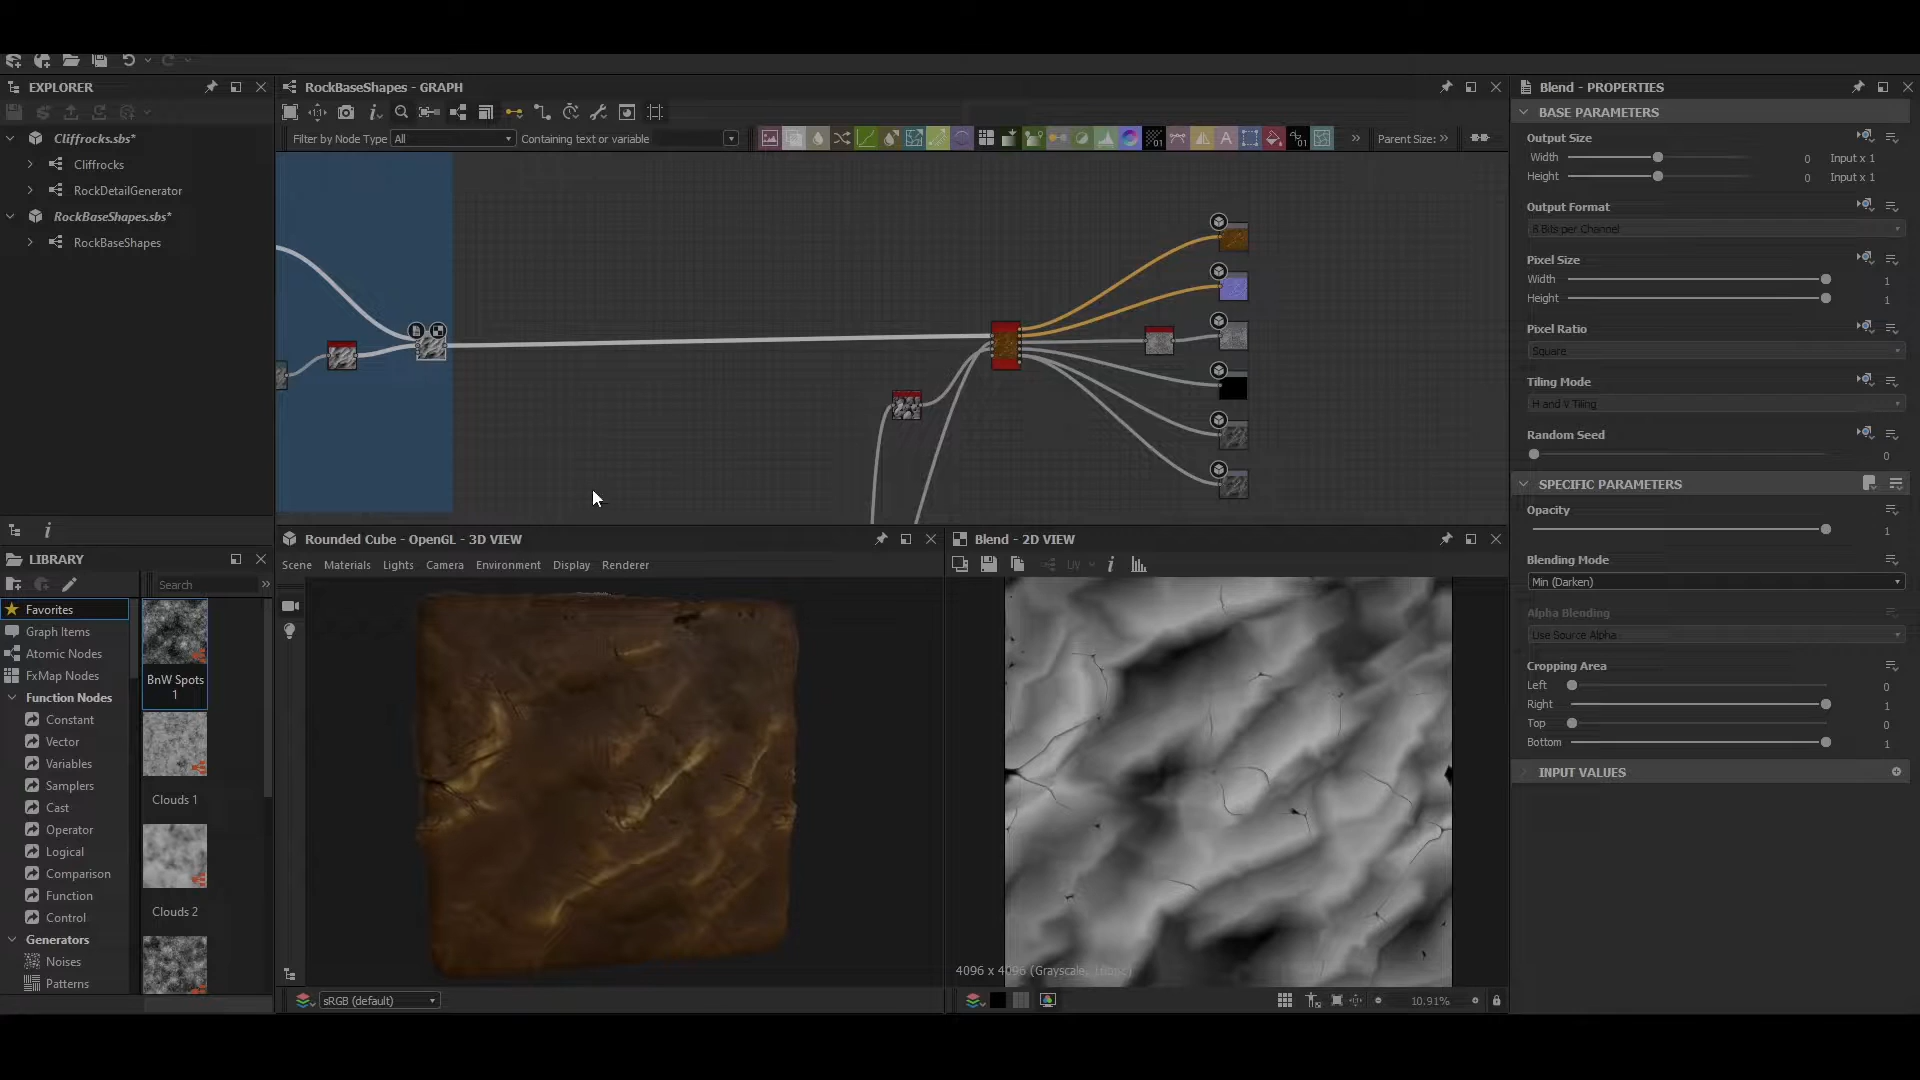 EXPLORER
Cliffrocks.sbs*
Cliffrocks
RockDetailGenerator
RockBaseShapes.sbs*
RockBaseShapes
LIBRARY
Search
Favorites
Graph Items
Atomic Nodes
FxMap Nodes
Function Nodes
Constant
Vector
Variables
Samplers
Cast
Operator
Logical
Comparison
Function
Control
Generators
Noises
Patterns
BnW Spots
1
Clouds 1
Clouds 2
RockBaseShapes - GRAPH
Filter by Node Type All Containing text or variable Parent Size:
Rounded Cube - OpenGL - 3D VIEW
Scene Materials Lights Camera Environment Display Renderer
sRGB (default)
Blend - 2D VIEW
UV
4096 x 4096 (Grayscale, 16bpc)
10.91%
Blend - PROPERTIES
BASE PARAMETERS
Output Size
Width 0 Input x 1
Height 0 Input x 1
Output Format
8 Bits per Channel
Pixel Size
Width 1
Height 1
Pixel Ratio
Square
Tiling Mode
H and V Tiling
Random Seed
0
SPECIFIC PARAMETERS
Opacity
1
Blending Mode
Min (Darken)
Alpha Blending
Use Source Alpha
Cropping Area
Left 0
Right 1
Top 0
Bottom 1
INPUT VALUES